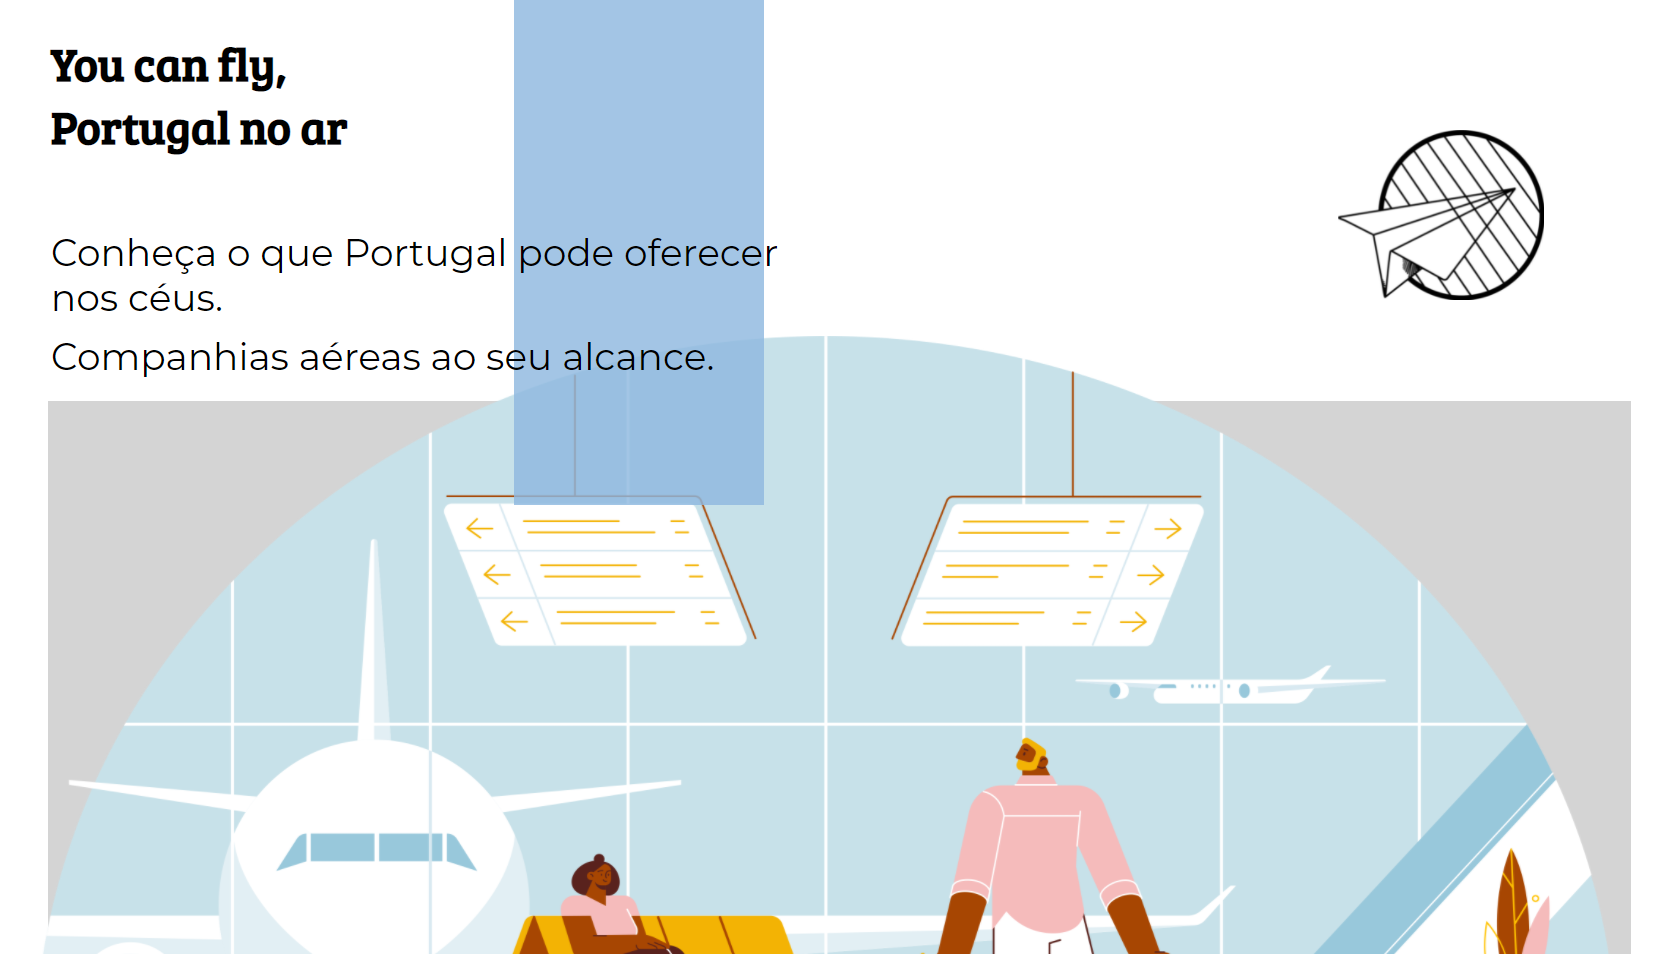 You can fly,
Portugal no ar
Conheça o que Portugal pode oferecer
nos céus.
Companhias aéreas ao seu alcance.